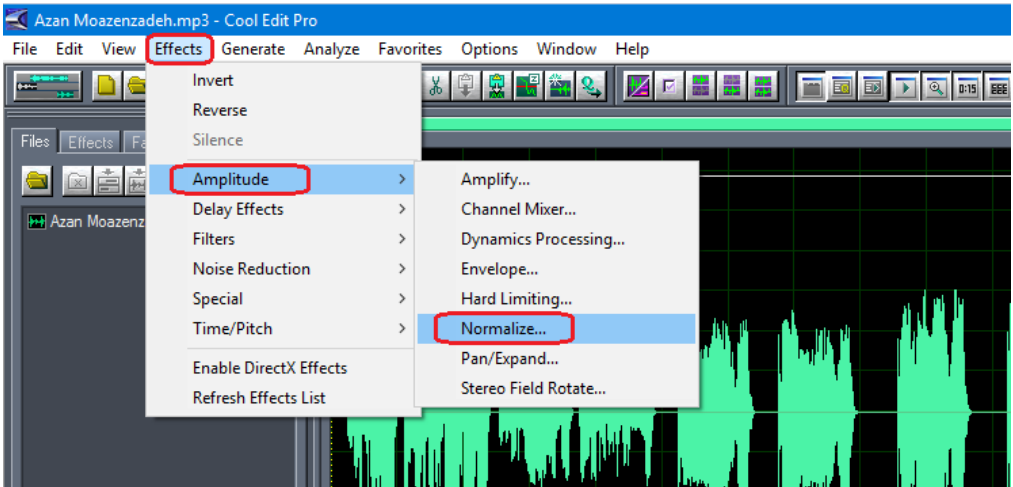 Azan Moazenzadeh.mp3 - Cool Edit Pro
File Edit View Effects Generate Analyze Favorites Options Window Help
0:15
Files Effects Fa
Azan Moazenz
Invert
Reverse
Silence
Amplitude
Delay Effects
Filters
Noise Reduction
Special
Time/Pitch
Enable DirectX Effects
Refresh Effects List
Amplify...
Channel Mixer...
Dynamics Processing...
Envelope...
Hard Limiting...
Normalize...
Pan/Expand...
Stereo Field Rotate...